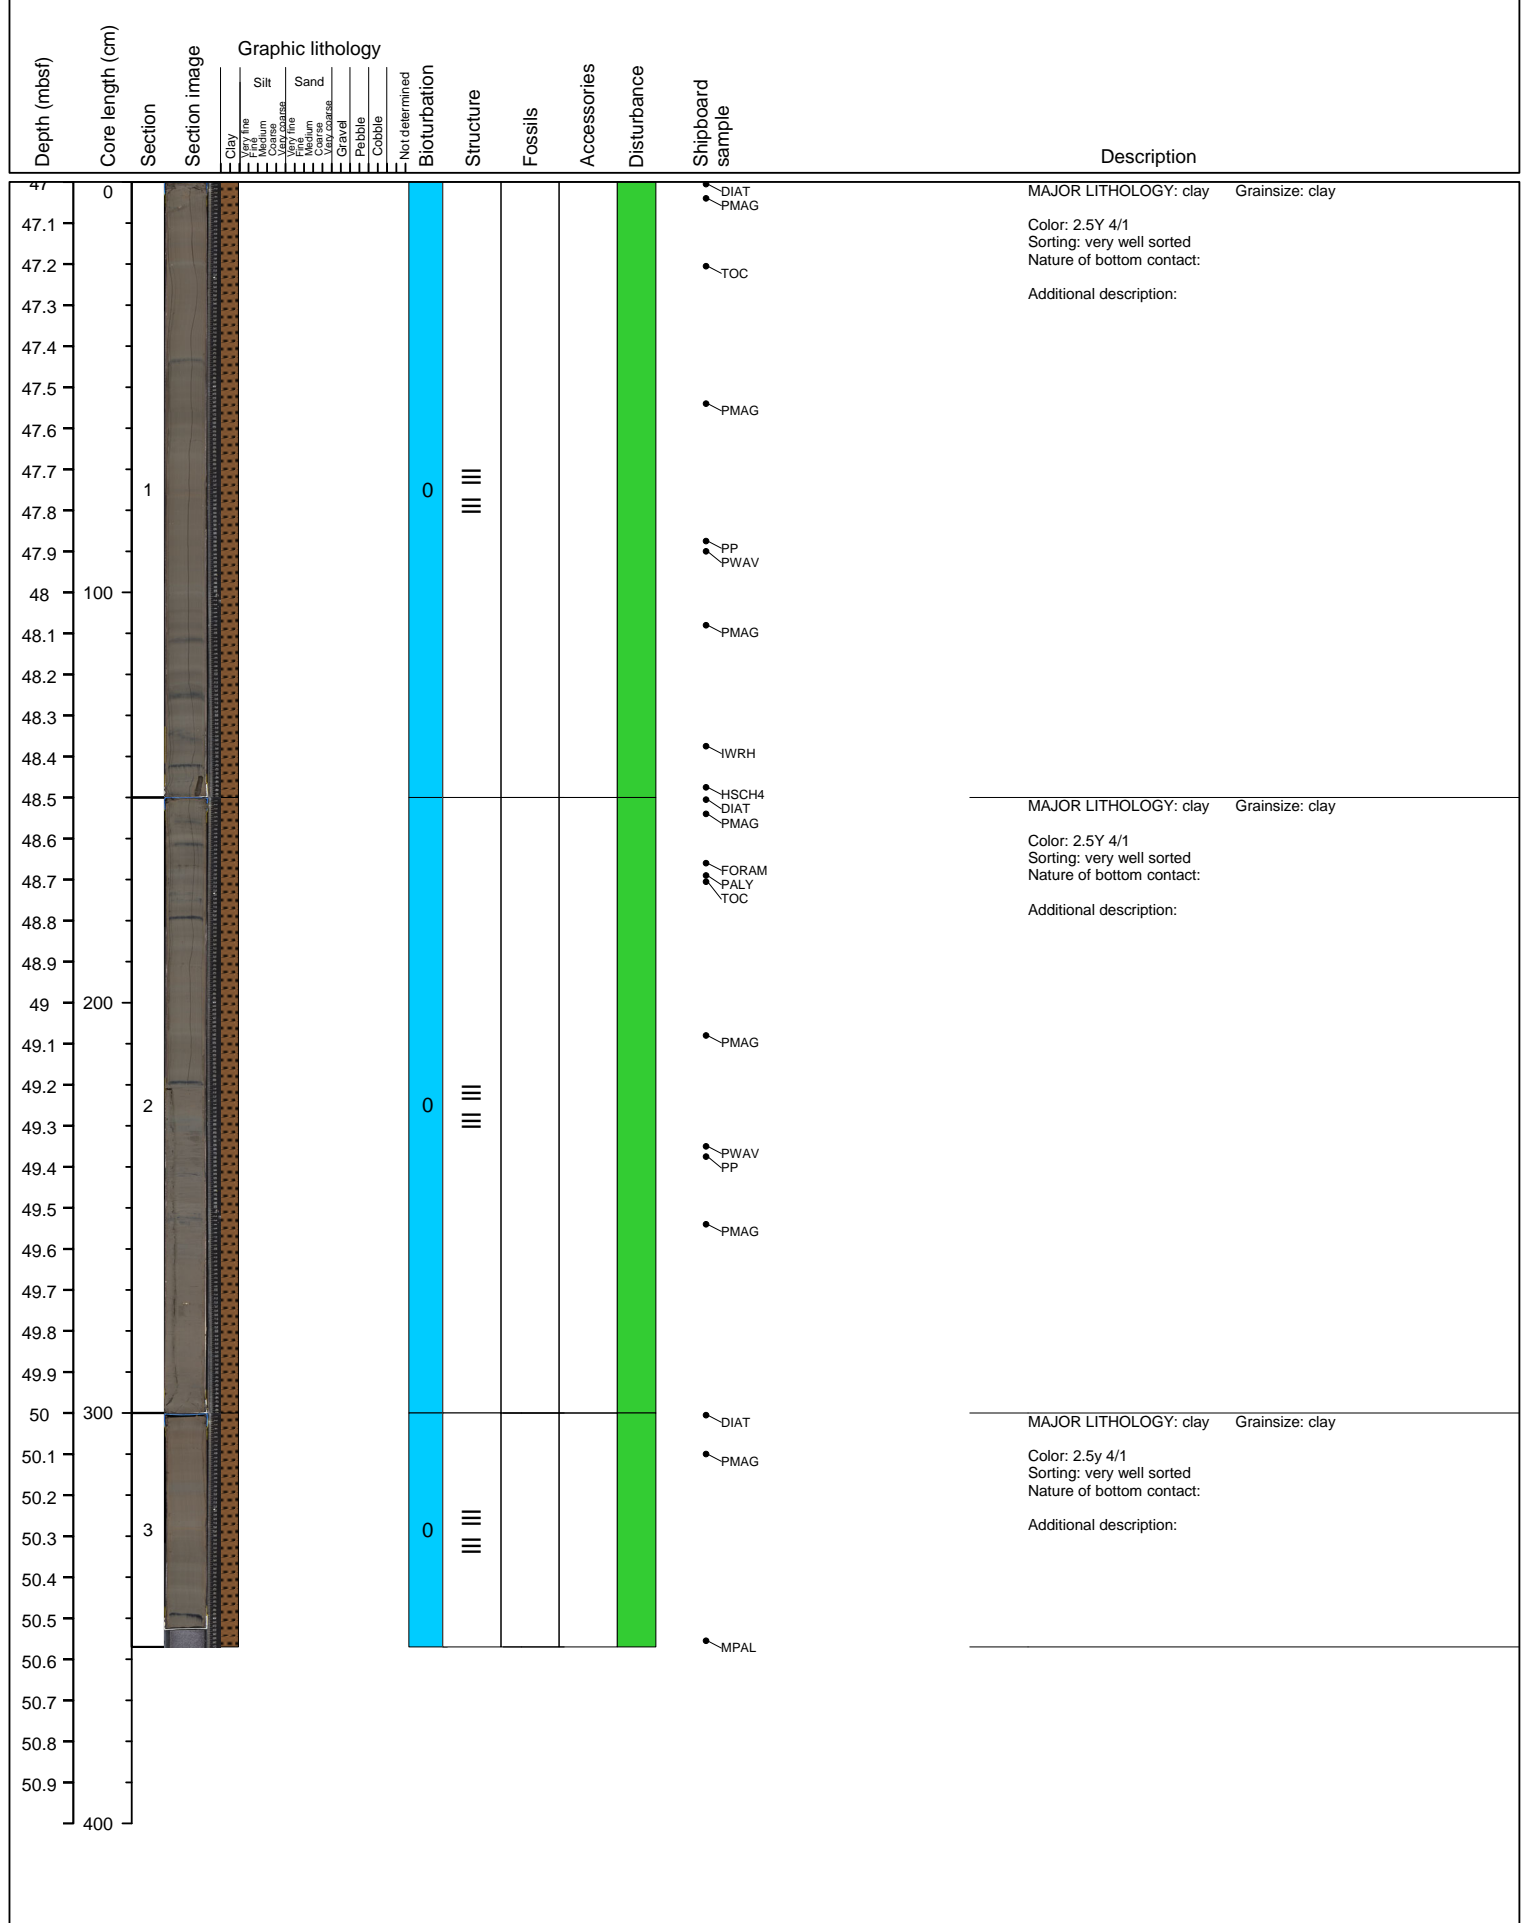 Depth (mbsf)
Core length (cm)
Section
Section image
Graphic lithology
Clay
Silt
Very fine
Fine
Medium
Coarse
Very coarse
Sand
Very fine
Fine
Medium
Coarse
Very coarse
Gravel
Pebble
Cobble
Not determined
Bioturbation
Structure
Fossils
Accessories
Disturbance
Shipboard
sample
Description
47
47.1
47.2
47.3
47.4
47.5
47.6
47.7
47.8
47.9
48
48.1
48.2
48.3
48.4
48.5
48.6
48.7
48.8
48.9
49
49.1
49.2
49.3
49.4
49.5
49.6
49.7
49.8
49.9
50
50.1
50.2
50.3
50.4
50.5
50.6
50.7
50.8
50.9
0
100
200
300
400
1
2
3
0
0
0
DIAT
PMAG
TOC
PMAG
PP
PWAV
PMAG
IWRH
HSCH4
DIAT
PMAG
FORAM
PALY
TOC
PMAG
PWAV
PP
PMAG
DIAT
PMAG
MPAL
MAJOR LITHOLOGY: clay Grainsize: clay
Color: 2.5Y 4/1
Sorting: very well sorted
Nature of bottom contact:
Additional description:
MAJOR LITHOLOGY: clay Grainsize: clay
Color: 2.5Y 4/1
Sorting: very well sorted
Nature of bottom contact:
Additional description:
MAJOR LITHOLOGY: clay Grainsize: clay
Color: 2.5y 4/1
Sorting: very well sorted
Nature of bottom contact:
Additional description: